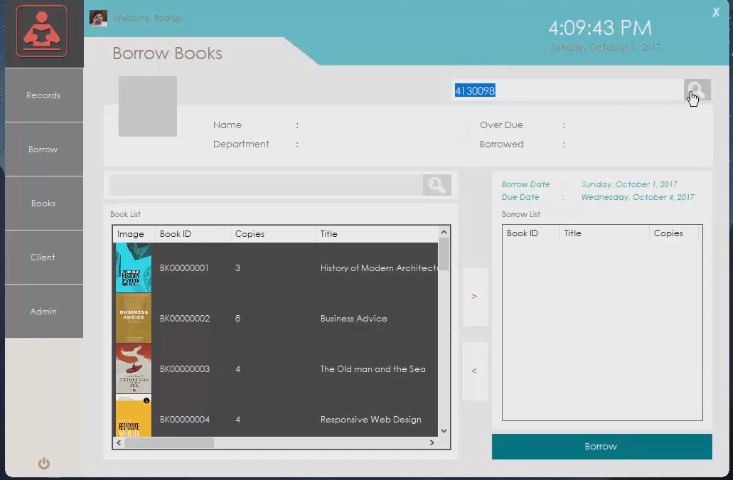 Welcome, Rodrigo
X
4:09:43 PM
Sunday, October 1, 2017
Borrow Books
4130098
Records
Borrow
Books
Client
Admin
Name :
Department :
Over Due :
Borrowed :
Borrow Date : Sunday, October 1, 2017
Due Date : Wednesday, October 4, 2017
Book List
Image Book ID Copies Title
BK00000001 3 History of Modern Architect
BUSINESS ADVICE
BK00000002 8 Business Advice
BK00000003 4 The Old man and the Sea
BK00000004 4 Responsive Web Design
>
<
Borrow List
Book ID Title Copies
Borrow